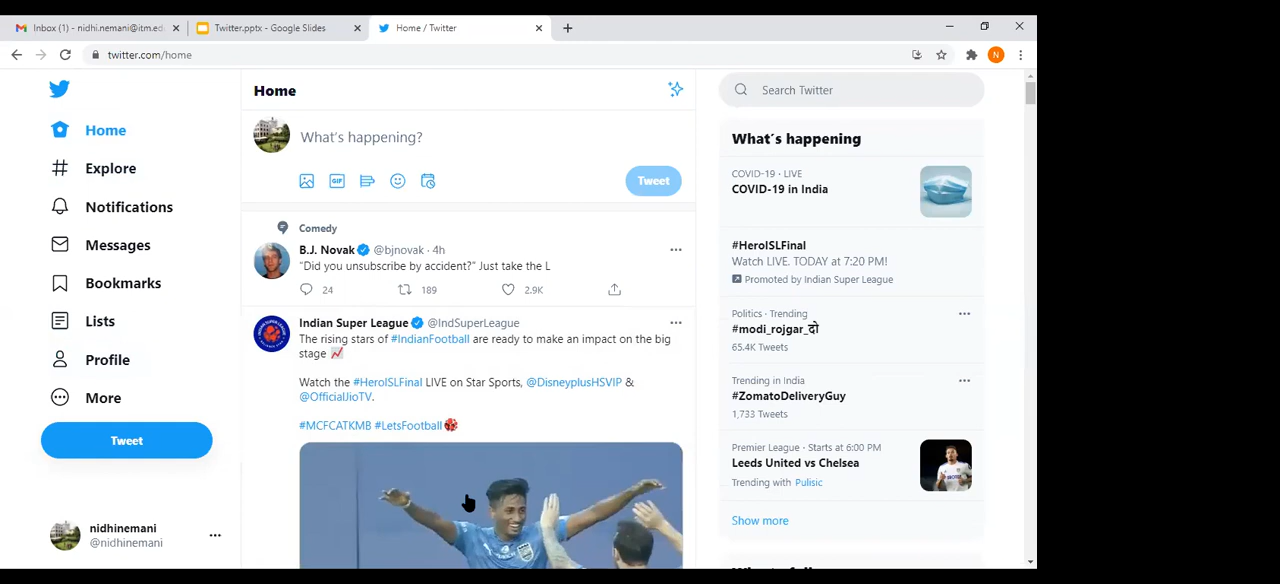 Inbox (1) - nidhi.nemani@itm.ed
Twitter.pptx - Google Slides
Home / Twitter
twitter.com/home
N
Home
Explore
Notifications
Messages
Bookmarks
Lists
Profile
More
Tweet
nidhinemani
@nidhinemani
Home
What's happening?
GIF
Tweet
Comedy
B.J. Novak @bjnovak · 4h
"Did you unsubscribe by accident?" Just take the L
24 189 2.9K
Indian Super League @IndSuperLeague
The rising stars of #IndianFootball are ready to make an impact on the big
stage
Watch the #HeroISLFinal LIVE on Star Sports, @DisneyplusHSVIP &
@OfficialJioTV.
#MCFCATKMB #LetsFootball
Search Twitter
What's happening
COVID-19 · LIVE
COVID-19 in India
#HeroISLFinal
Watch LIVE. TODAY at 7:20 PM!
Promoted by Indian Super League
Politics · Trending
#modi_rojgar_दो
65.4K Tweets
Trending in India
#ZomatoDeliveryGuy
1,733 Tweets
Premier League · Starts at 6:00 PM
Leeds United vs Chelsea
Trending with Pulisic
Show more